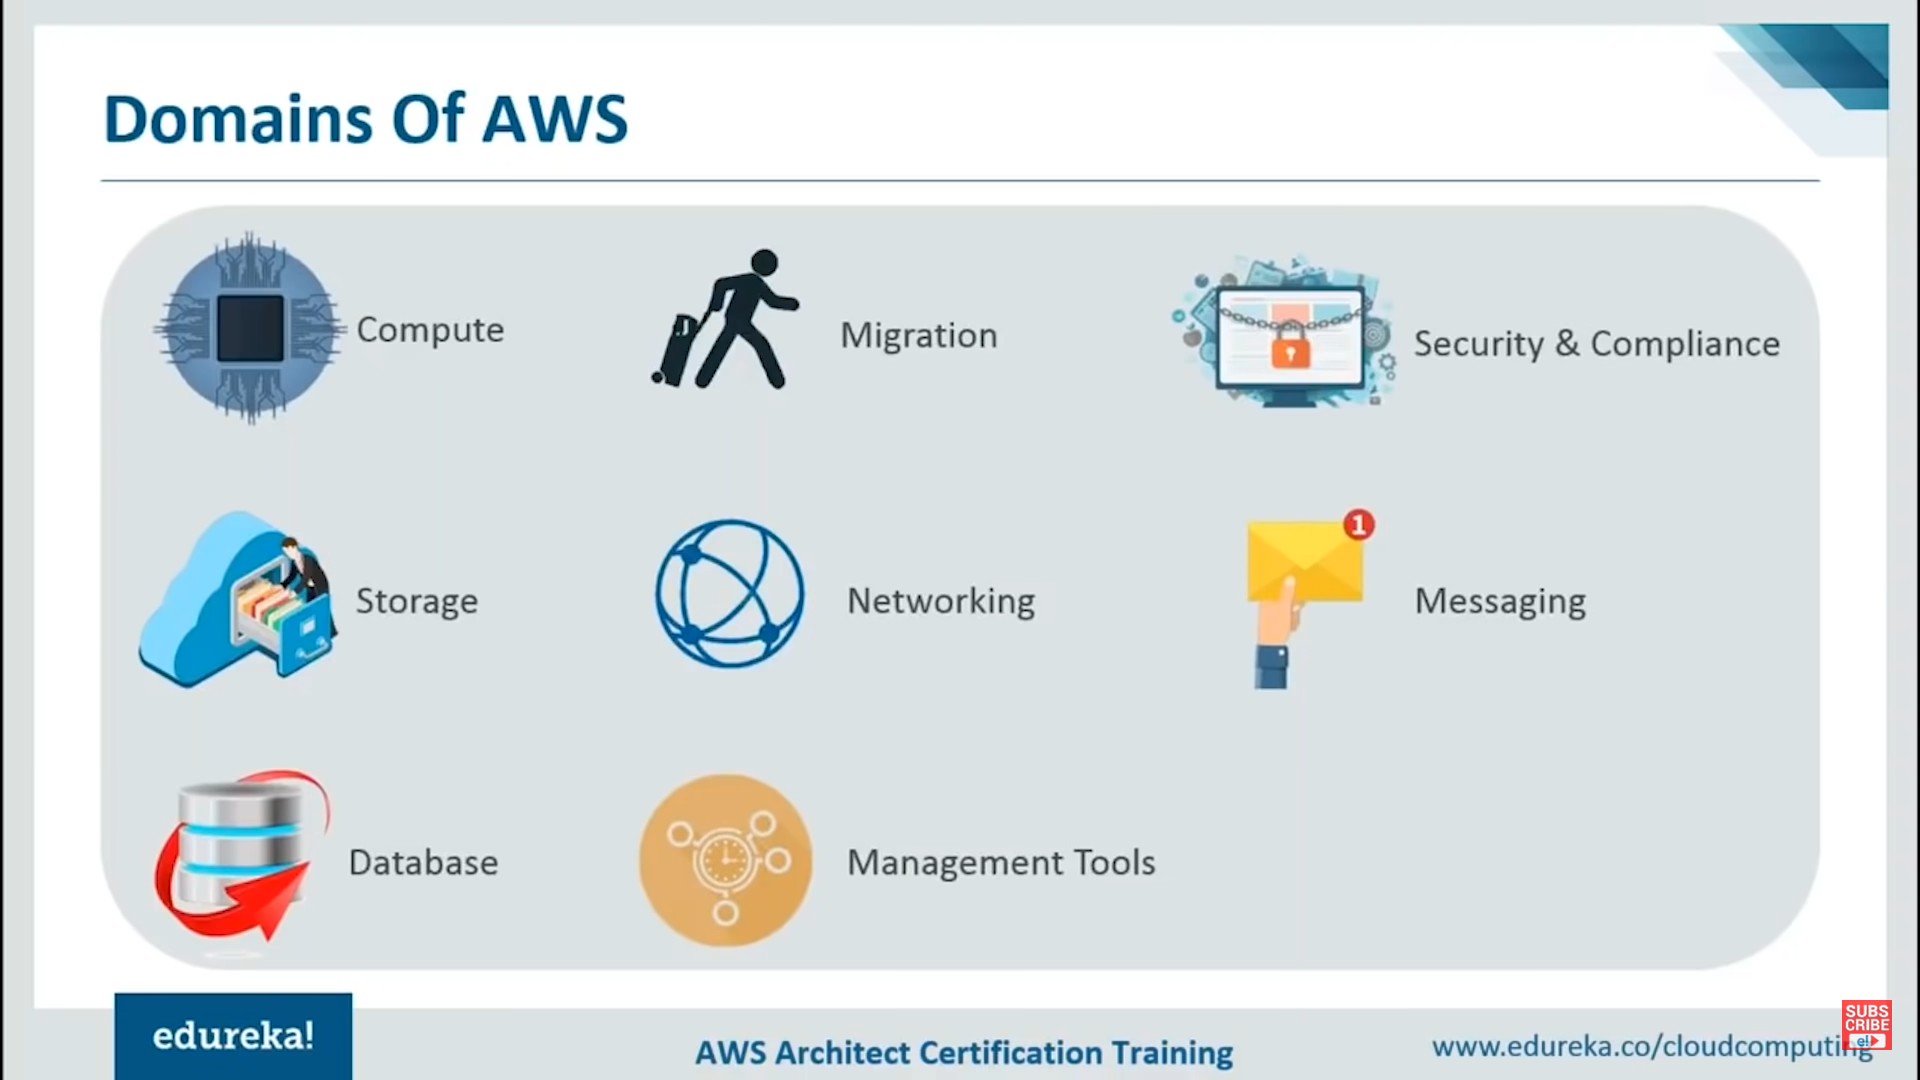 Domains Of AWS
Compute
Migration
Security & Compliance
Storage
Networking
1
Messaging
Database
Management Tools
edureka!
AWS Architect Certification Training
www.edureka.co/cloudcomputing
SUBS
CRIBE
e!